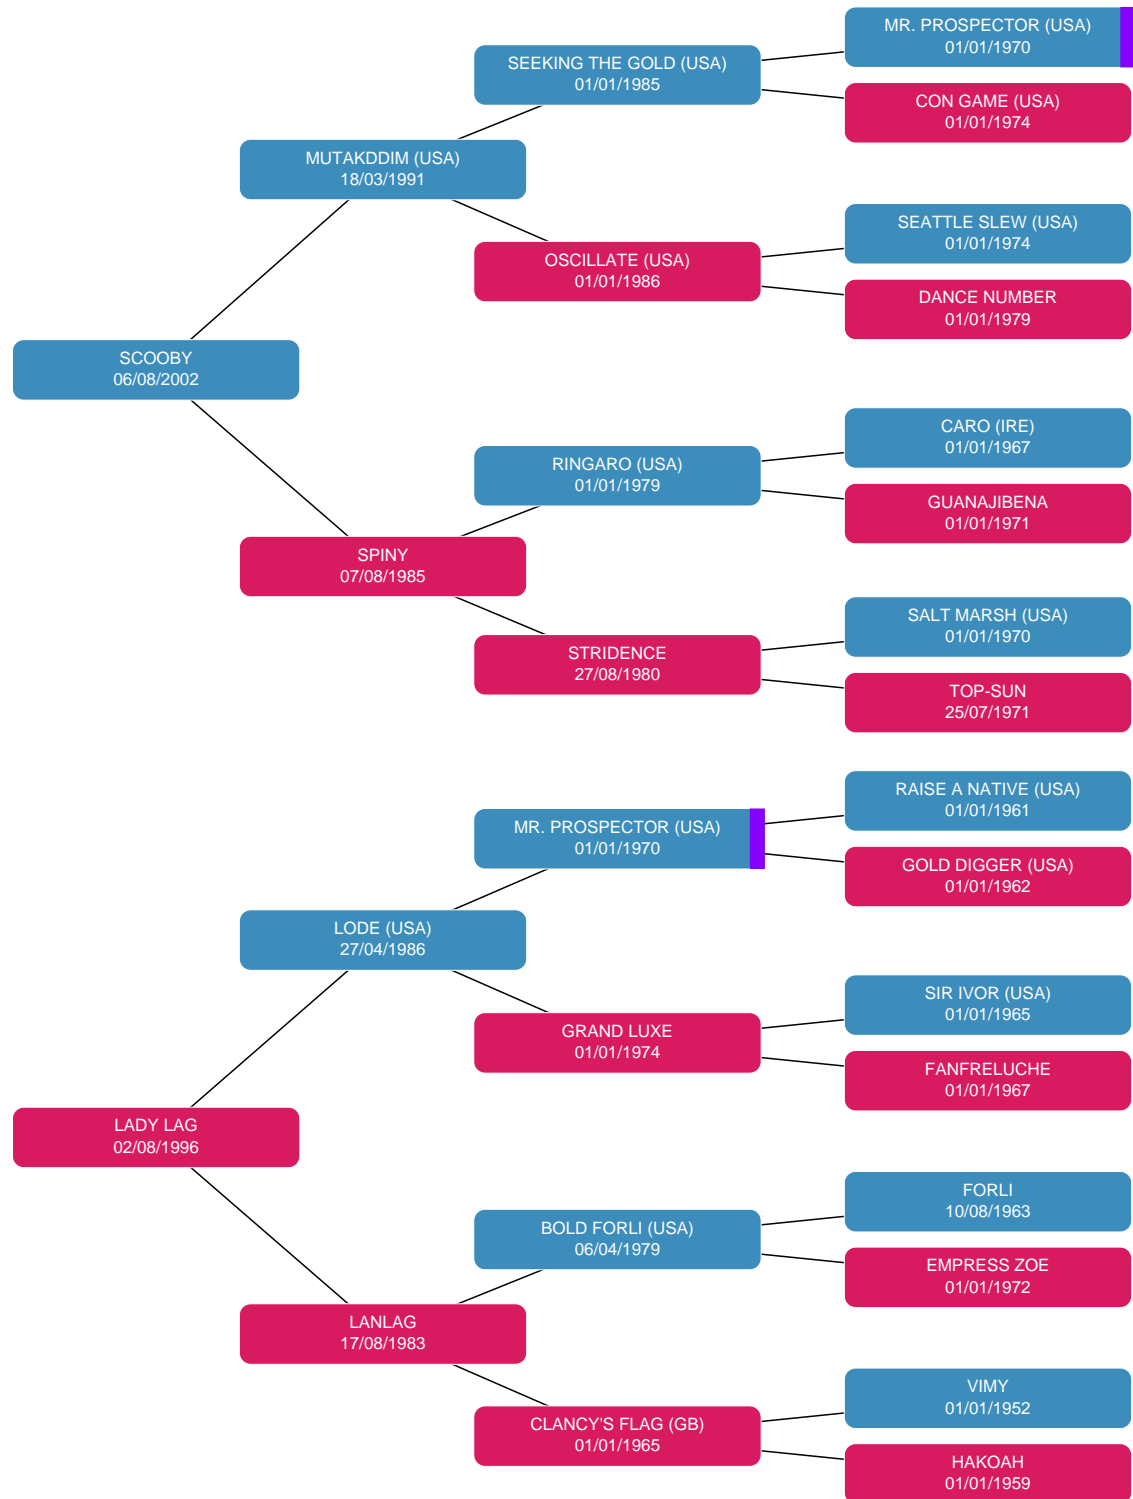 MR. PROSPECTOR (USA)
01/01/1970
SEEKING THE GOLD (USA)
01/01/1985
CON GAME (USA)
01/01/1974
MUTAKDDIM (USA)
18/03/1991
SEATTLE SLEW (USA)
01/01/1974
OSCILLATE (USA)
01/01/1986
DANCE NUMBER
01/01/1979
SCOOBY
06/08/2002
CARO (IRE)
01/01/1967
RINGARO (USA)
01/01/1979
GUANAJIBENA
01/01/1971
SPINY
07/08/1985
SALT MARSH (USA)
01/01/1970
STRIDENCE
27/08/1980
TOP-SUN
25/07/1971
RAISE A NATIVE (USA)
01/01/1961
MR. PROSPECTOR (USA)
01/01/1970
GOLD DIGGER (USA)
01/01/1962
LODE (USA)
27/04/1986
SIR IVOR (USA)
01/01/1965
GRAND LUXE
01/01/1974
FANFRELUCHE
01/01/1967
LADY LAG
02/08/1996
FORLI
10/08/1963
BOLD FORLI (USA)
06/04/1979
EMPRESS ZOE
01/01/1972
LANLAG
17/08/1983
VIMY
01/01/1952
CLANCY'S FLAG (GB)
01/01/1965
HAKOAH
01/01/1959